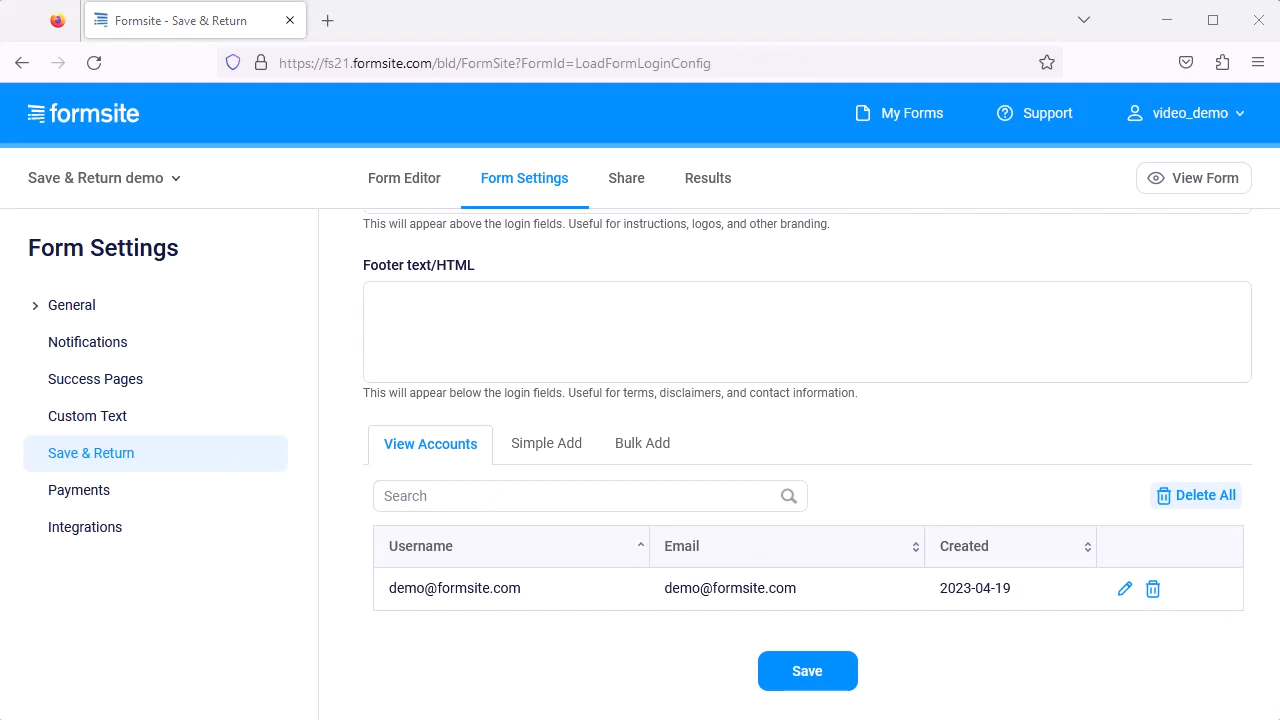 Formsite - Save & Return
https://fs21.formsite.com/bld/FormSite?FormId=LoadFormLoginConfig
formsite
My Forms
Support
video_demo
Save & Return demo
Form Editor
Form Settings
Share
Results
View Form
Form Settings
General
Notifications
Success Pages
Custom Text
Save & Return
Payments
Integrations
This will appear above the login fields. Useful for instructions, logos, and other branding.
Footer text/HTML
This will appear below the login fields. Useful for terms, disclaimers, and contact information.
View Accounts
Simple Add
Bulk Add
Search
Delete All
Username
Email
Created
demo@formsite.com
demo@formsite.com
2023-04-19
Save